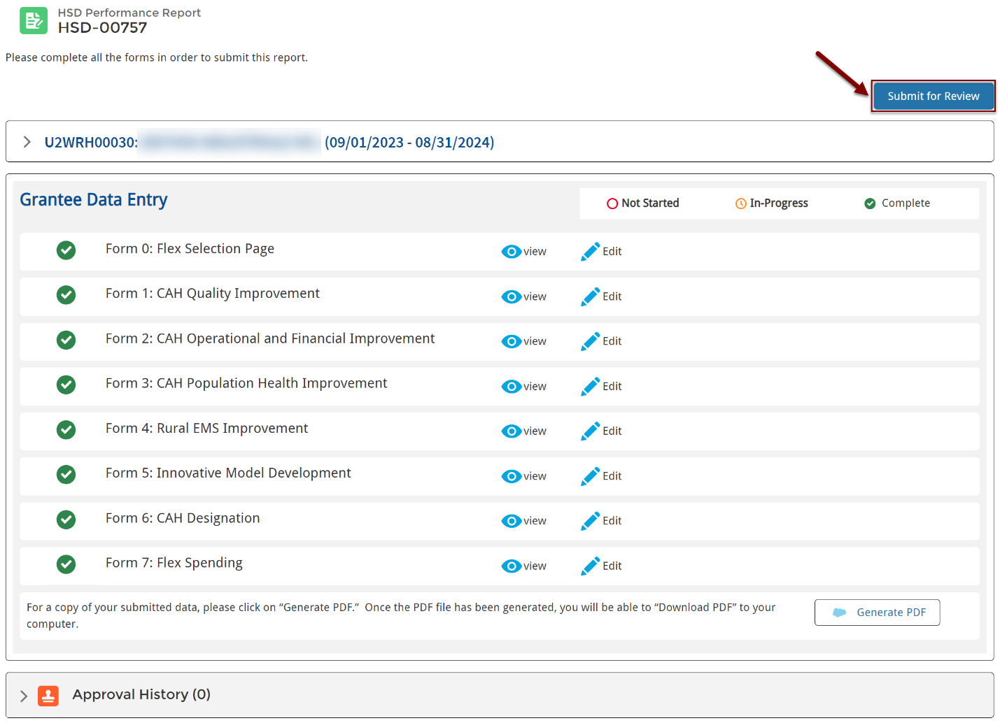 HSD Performance Report
HSD-00757
Please complete all the forms in order to submit this report.
Submit for Review
U2WRH00030: (09/01/2023 - 08/31/2024)
Grantee Data Entry
Not Started In-Progress Complete
Form 0: Flex Selection Page view Edit
Form 1: CAH Quality Improvement view Edit
Form 2: CAH Operational and Financial Improvement view Edit
Form 3: CAH Population Health Improvement view Edit
Form 4: Rural EMS Improvement view Edit
Form 5: Innovative Model Development view Edit
Form 6: CAH Designation view Edit
Form 7: Flex Spending view Edit
For a copy of your submitted data, please click on “Generate PDF.”  Once the PDF file has been generated, you will be able to “Download PDF” to your
computer.
Generate PDF
Approval History (0)